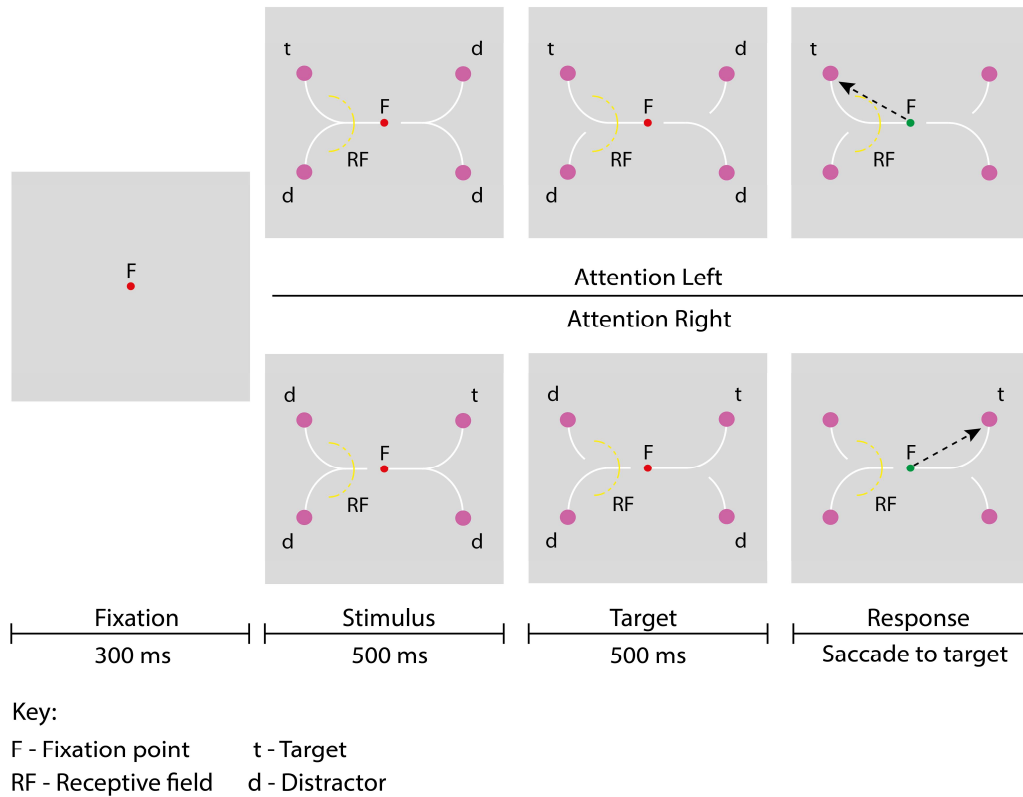 t d t d t
F F F
RF RF RF
d d d d
F
Attention Left
Attention Right
d t d t t
F F F
RF RF RF
d d d d
Fixation Stimulus Target Response
300 ms 500 ms 500 ms Saccade to target
Key:
F - Fixation point t - Target
RF - Receptive field d - Distractor